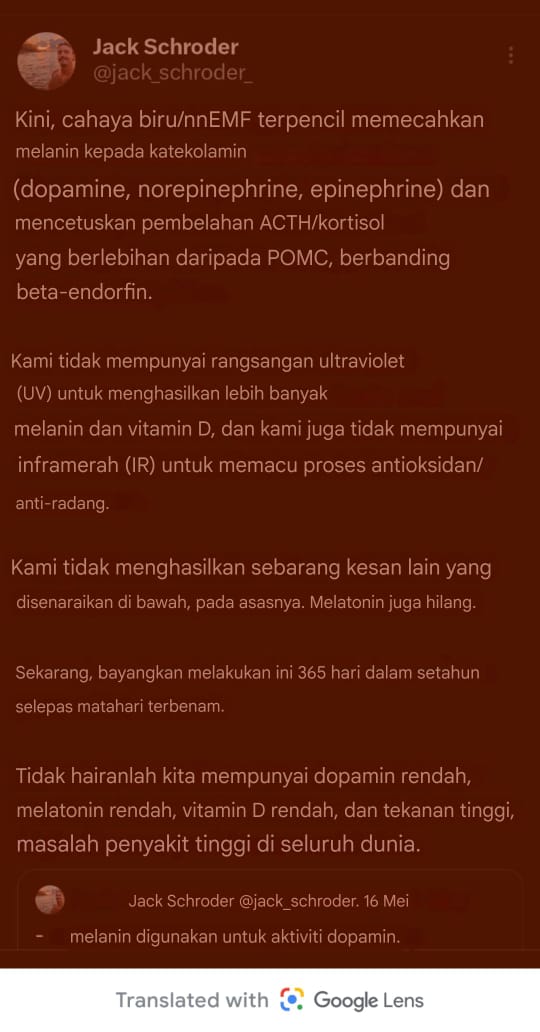 Jack Schroder
@jack_schroder_
Kini, cahaya biru/nnEMF terpencil memecahkan
melanin kepada katekolamin
(dopamine, norepinephrine, epinephrine) dan
mencetuskan pembelahan ACTH/kortisol
yang berlebihan daripada POMC, berbanding
beta-endorfin.
Kami tidak mempunyai rangsangan ultraviolet
(UV) untuk menghasilkan lebih banyak
melanin dan vitamin D, dan kami juga tidak mempunyai
inframerah (IR) untuk memacu proses antioksidan/
anti-radang.
Kami tidak menghasilkan sebarang kesan lain yang
disenaraikan di bawah, pada asasnya. Melatonin juga hilang.
Sekarang, bayangkan melakukan ini 365 hari dalam setahun
selepas matahari terbenam.
Tidak hairanlah kita mempunyai dopamin rendah,
melatonin rendah, vitamin D rendah, dan tekanan tinggi,
masalah penyakit tinggi di seluruh dunia.
Jack Schroder @jack_schroder. 16 Mei
- melanin digunakan untuk aktiviti dopamin.
Translated with Google Lens